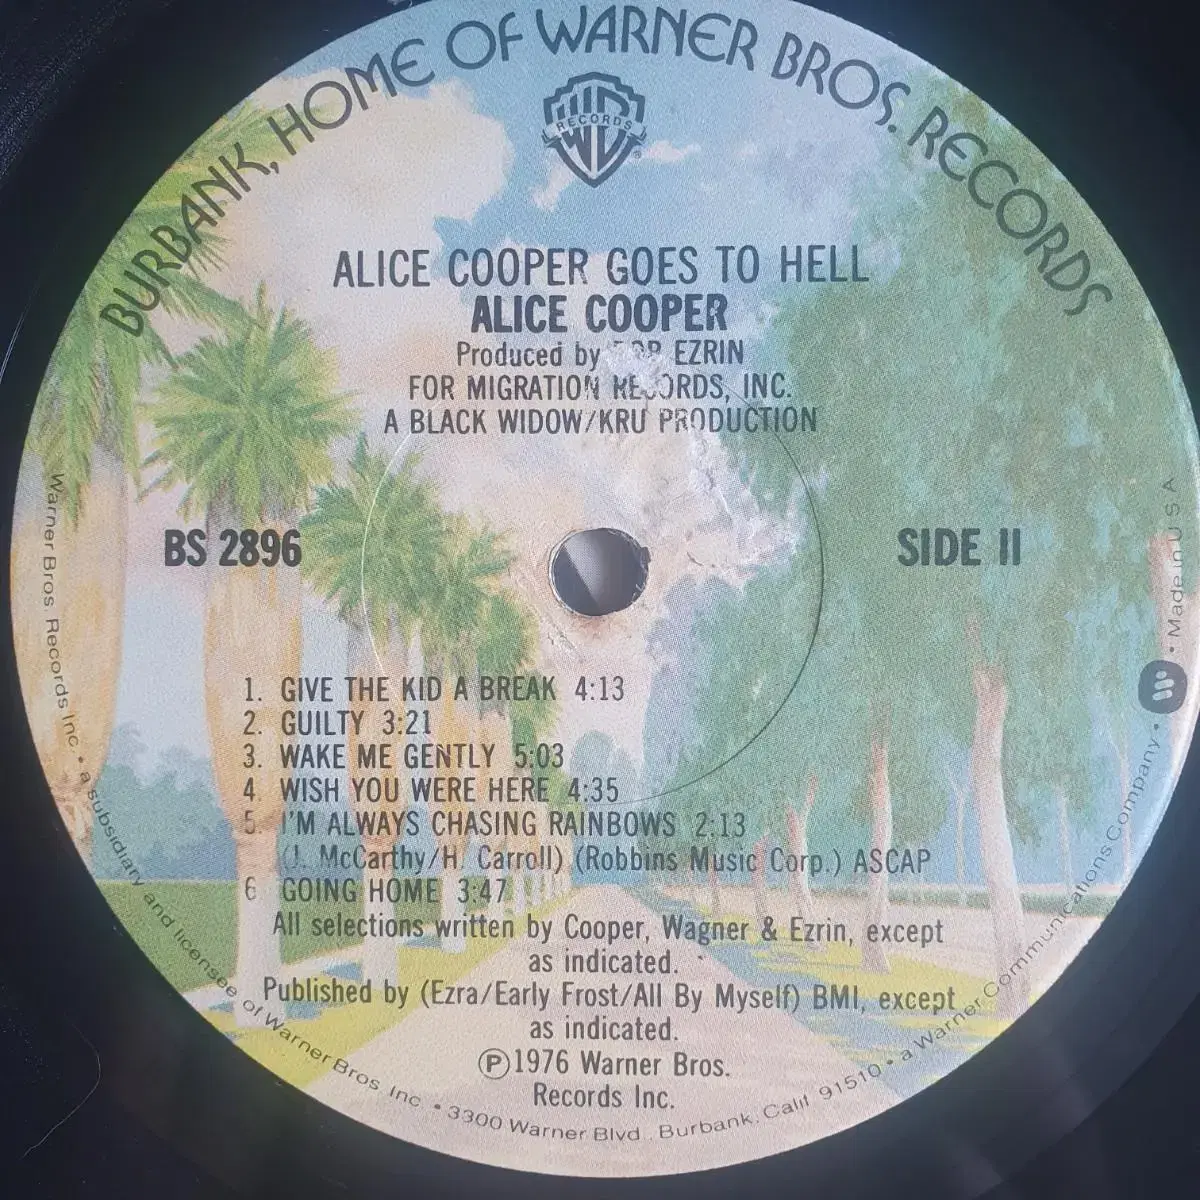 BURBANK, HOME OF WARNER BROS. RECORDS
WB
RECORDS
®
ALICE COOPER GOES TO HELL
ALICE COOPER
Produced by EZRIN
FOR MIGRATION RECORDS, INC.
A BLACK WIDOW/KRU PRODUCTION
BS 2896
SIDE II
1. GIVE THE KID A BREAK 4:13
2. GUILTY 3:21
3. WAKE ME GENTLY 5:03
4. WISH YOU WERE HERE 4:35
5. I'M ALWAYS CHASING RAINBOWS 2:13
(J. McCarthy/H. Carroll) (Robbins Music Corp.) ASCAP
6 GOING HOME 3:47
All selections written by Cooper, Wagner & Ezrin, except
as indicated.
Published by (Ezra/Early Frost/All By Myself) BMI, except
as indicated.
Ⓟ1976 Warner Bros.
Records Inc.
Warner Bros. Records Inc. • a subsidiary and licensee of Warner Bros. Inc. • 3300 Warner Blvd., Burbank, Calif. 91510 • a Warner Communications Company • Made in U.S.A.